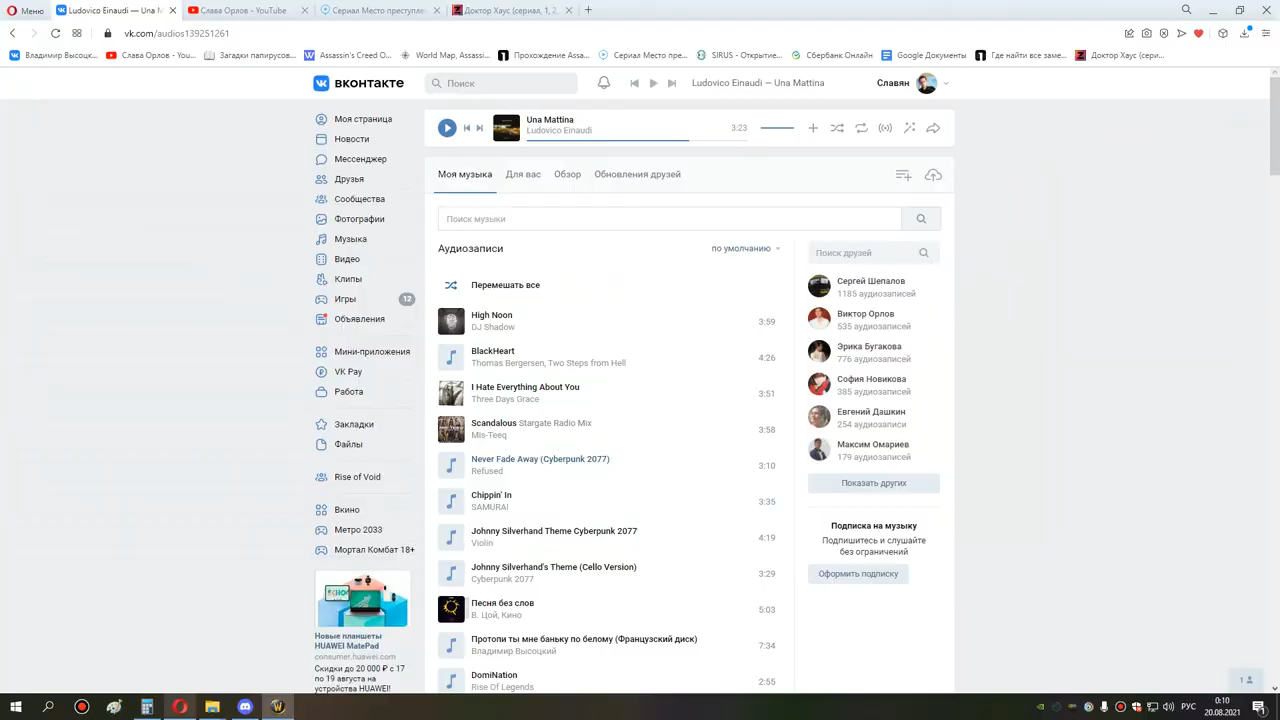 Меню
Ludovico Einaudi — Una M
Слава Орлов - YouTube
Сериал Место преступле
Доктор Хаус (сериал, 1, 2
vk.com/audios139251261
Владимир Высоцк...
Слава Орлов - You...
Загадки папирусов...
Assassin's Creed O...
World Map, Assassi...
Прохождение Assa...
Сериал Место пре...
SIRUS - Открытие...
Сбербанк Онлайн
Google Документы
Где найти все заме...
Доктор Хаус (сери...
вконтакте
Поиск
Ludovico Einaudi — Una Mattina
Славян
Моя страница
Новости
Мессенджер
Друзья
Сообщества
Фотографии
Музыка
Видео
Клипы
Игры
12
Объявления
Мини-приложения
VK Pay
Работа
Закладки
Файлы
Rise of Void
Вкино
Метро 2033
Мортал Комбат 18+
Новые планшеты
HUAWEI MatePad
consumer.huawei.com
Скидки до 20 000 ₽ с 17
по 19 августа на
устройства HUAWEI!
Una Mattina
Ludovico Einaudi
3:23
Моя музыка
Для вас
Обзор
Обновления друзей
Поиск музыки
Аудиозаписи
по умолчанию
Перемешать все
High Noon
DJ Shadow
3:59
BlackHeart
Thomas Bergersen, Two Steps from Hell
4:26
I Hate Everything About You
Three Days Grace
3:51
Scandalous Stargate Radio Mix
Mis-Teeq
3:58
Never Fade Away (Cyberpunk 2077)
Refused
3:10
Chippin' In
SAMURAI
3:35
Johnny Silverhand Theme Cyberpunk 2077
Violin
4:19
Johnny Silverhand's Theme (Cello Version)
Cyberpunk 2077
3:29
Песня без слов
В. Цой, Кино
5:03
Протопи ты мне баньку по белому (Французский диск)
Владимир Высоцкий
7:34
DomiNation
Rise Of Legends
2:55
Поиск друзей
Сергей Шепалов
1185 аудиозаписей
Виктор Орлов
535 аудиозаписей
Эрика Бугакова
776 аудиозаписей
София Новикова
385 аудиозаписей
Евгений Дашкин
254 аудиозаписи
Максим Омариев
179 аудиозаписей
Показать других
Подписка на музыку
Подпишитесь и слушайте
без ограничений
Оформить подписку
1
РУС
0:10
20.08.2021
1